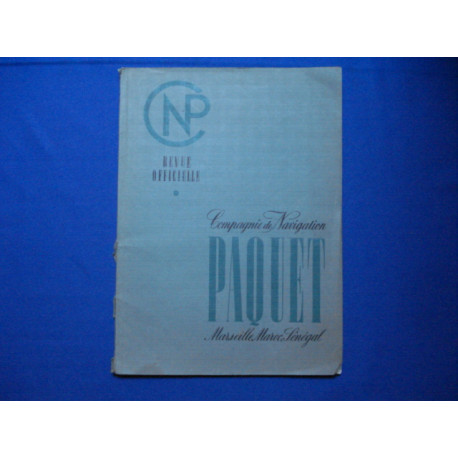 CNP
REVUE
OFFICIELLE
Compagnie de Navigation
PAQUET
Marseille, Maroc, Sénégal